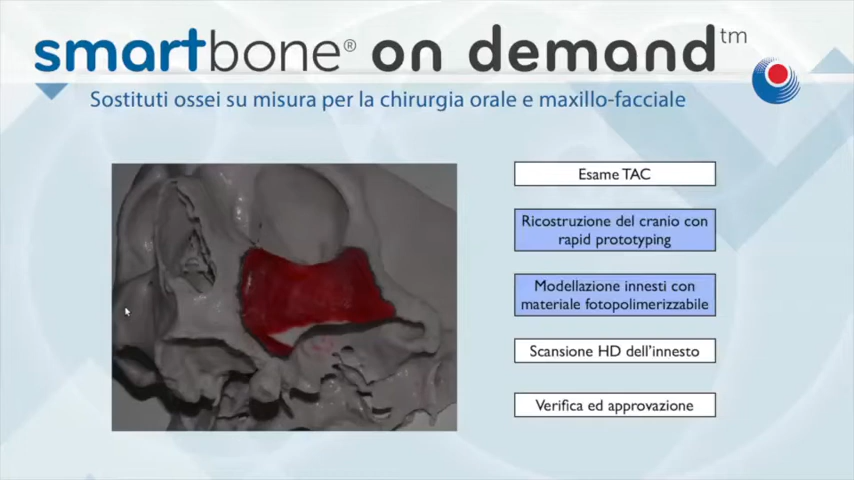 smartbone® on demand™
Sostituti ossei su misura per la chirurgia orale e maxillo-facciale
Esame TAC
Ricostruzione del cranio con
rapid prototyping
Modellazione innesti con
materiale fotopolimerizzabile
Scansione HD dell'innesto
Verifica ed approvazione